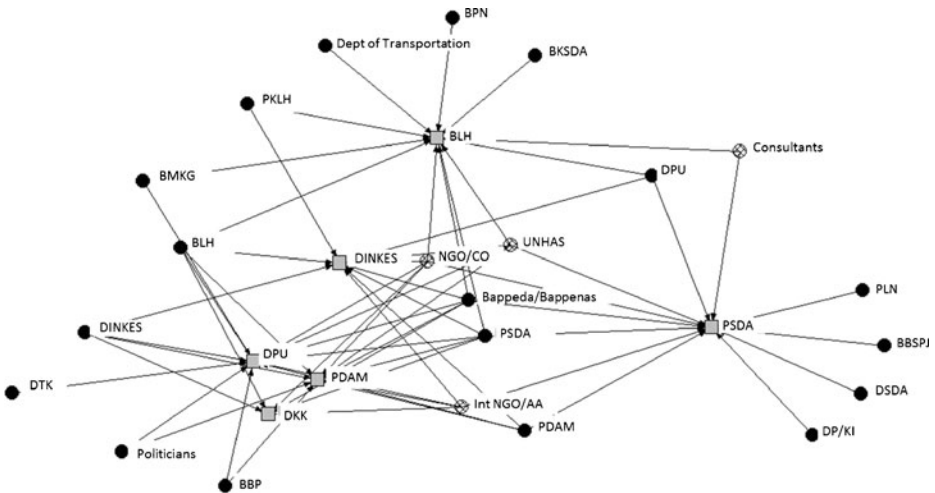 BPN
Dept of Transportation
BKSDA
PKLH
BLH
Consultants
DPU
BMKG
UNHAS
BLH
DINKES
NGO/CO
PLN
Bappeda/Bappenas
DINKES
PSDA
PSDA
BBSPJ
DPU
DTK
PDAM
DSDA
DKK
Int NGO/AA
PDAM
DP/KI
Politicians
BBP